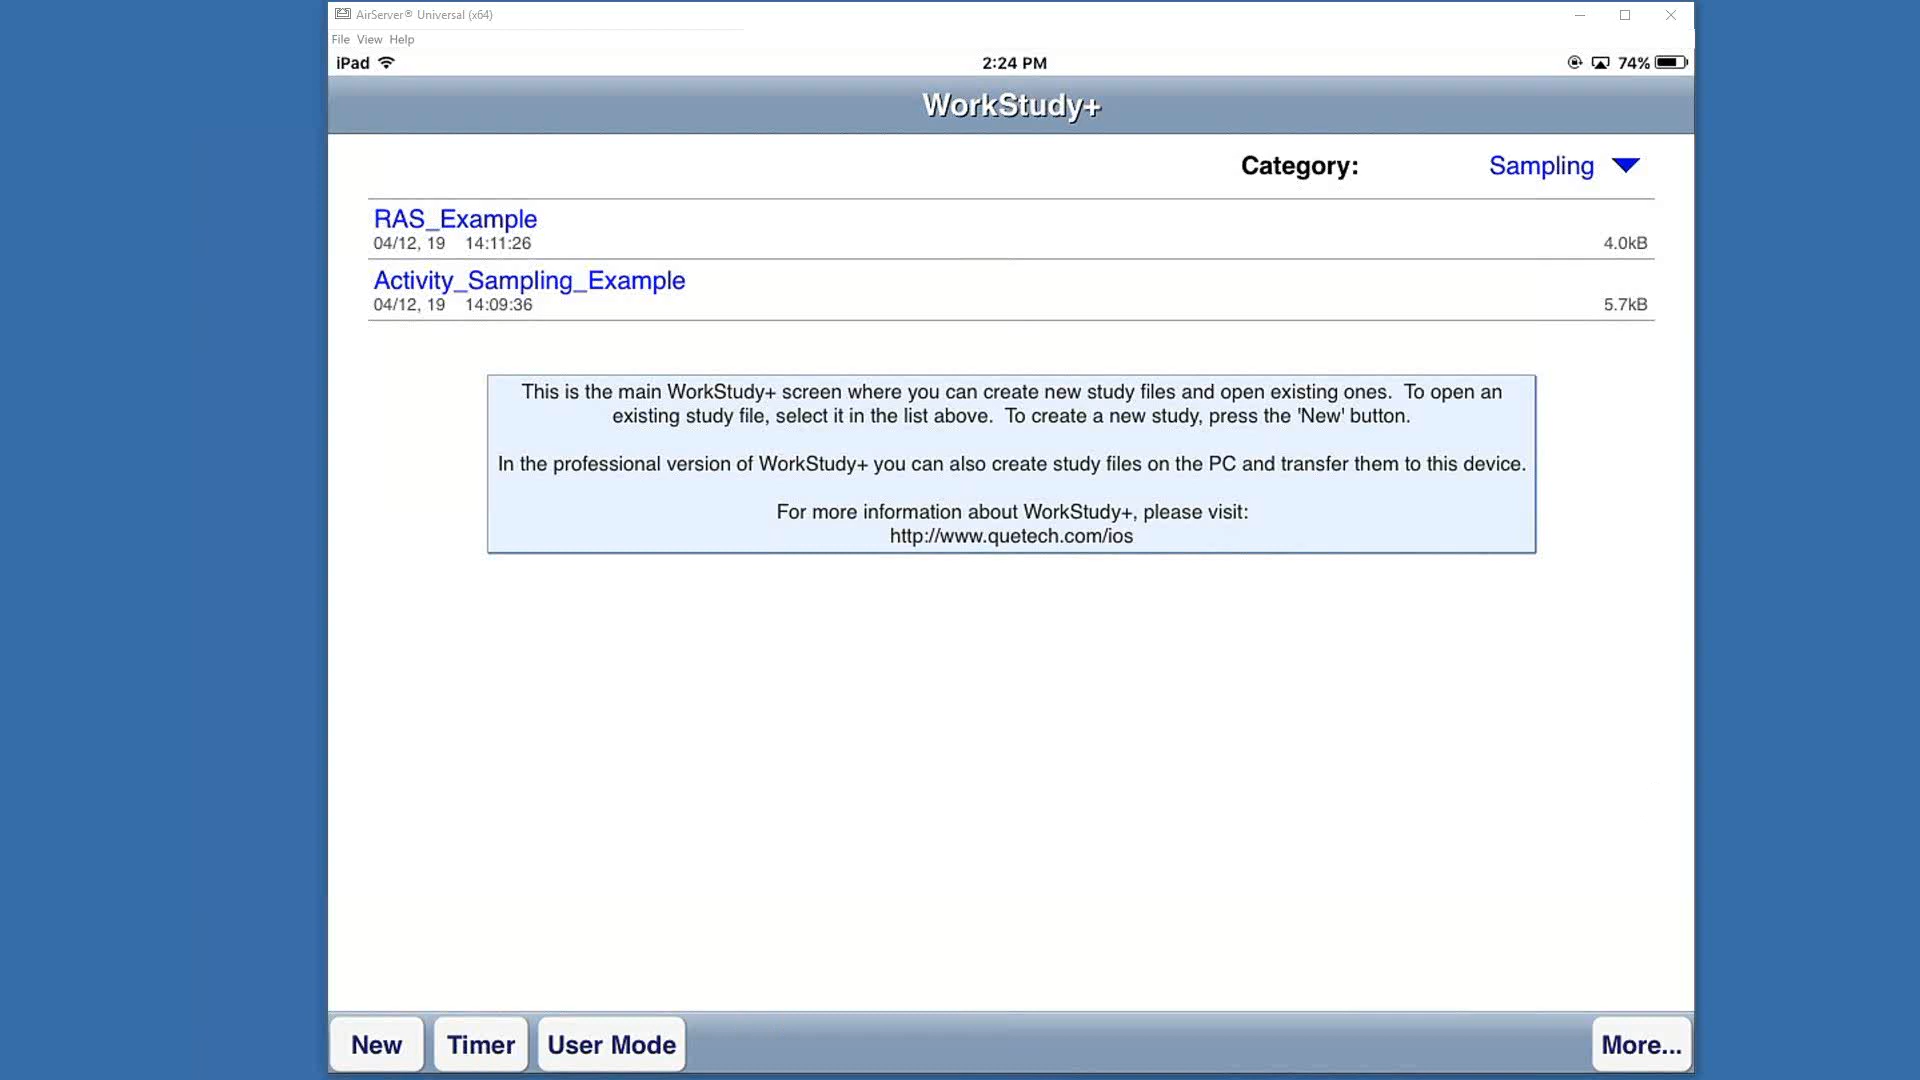 AirServer® Universal (x64)
File View Help
iPad 2:24 PM 74%
WorkStudy+
Category: Sampling
RAS_Example
04/12, 19 14:11:26 4.0kB
Activity_Sampling_Example
04/12, 19 14:09:36 5.7kB
This is the main WorkStudy+ screen where you can create new study files and open existing ones. To open an
existing study file, select it in the list above. To create a new study, press the 'New' button.
In the professional version of WorkStudy+ you can also create study files on the PC and transfer them to this device.
For more information about WorkStudy+, please visit:
http://www.quetech.com/ios
New Timer User Mode More...